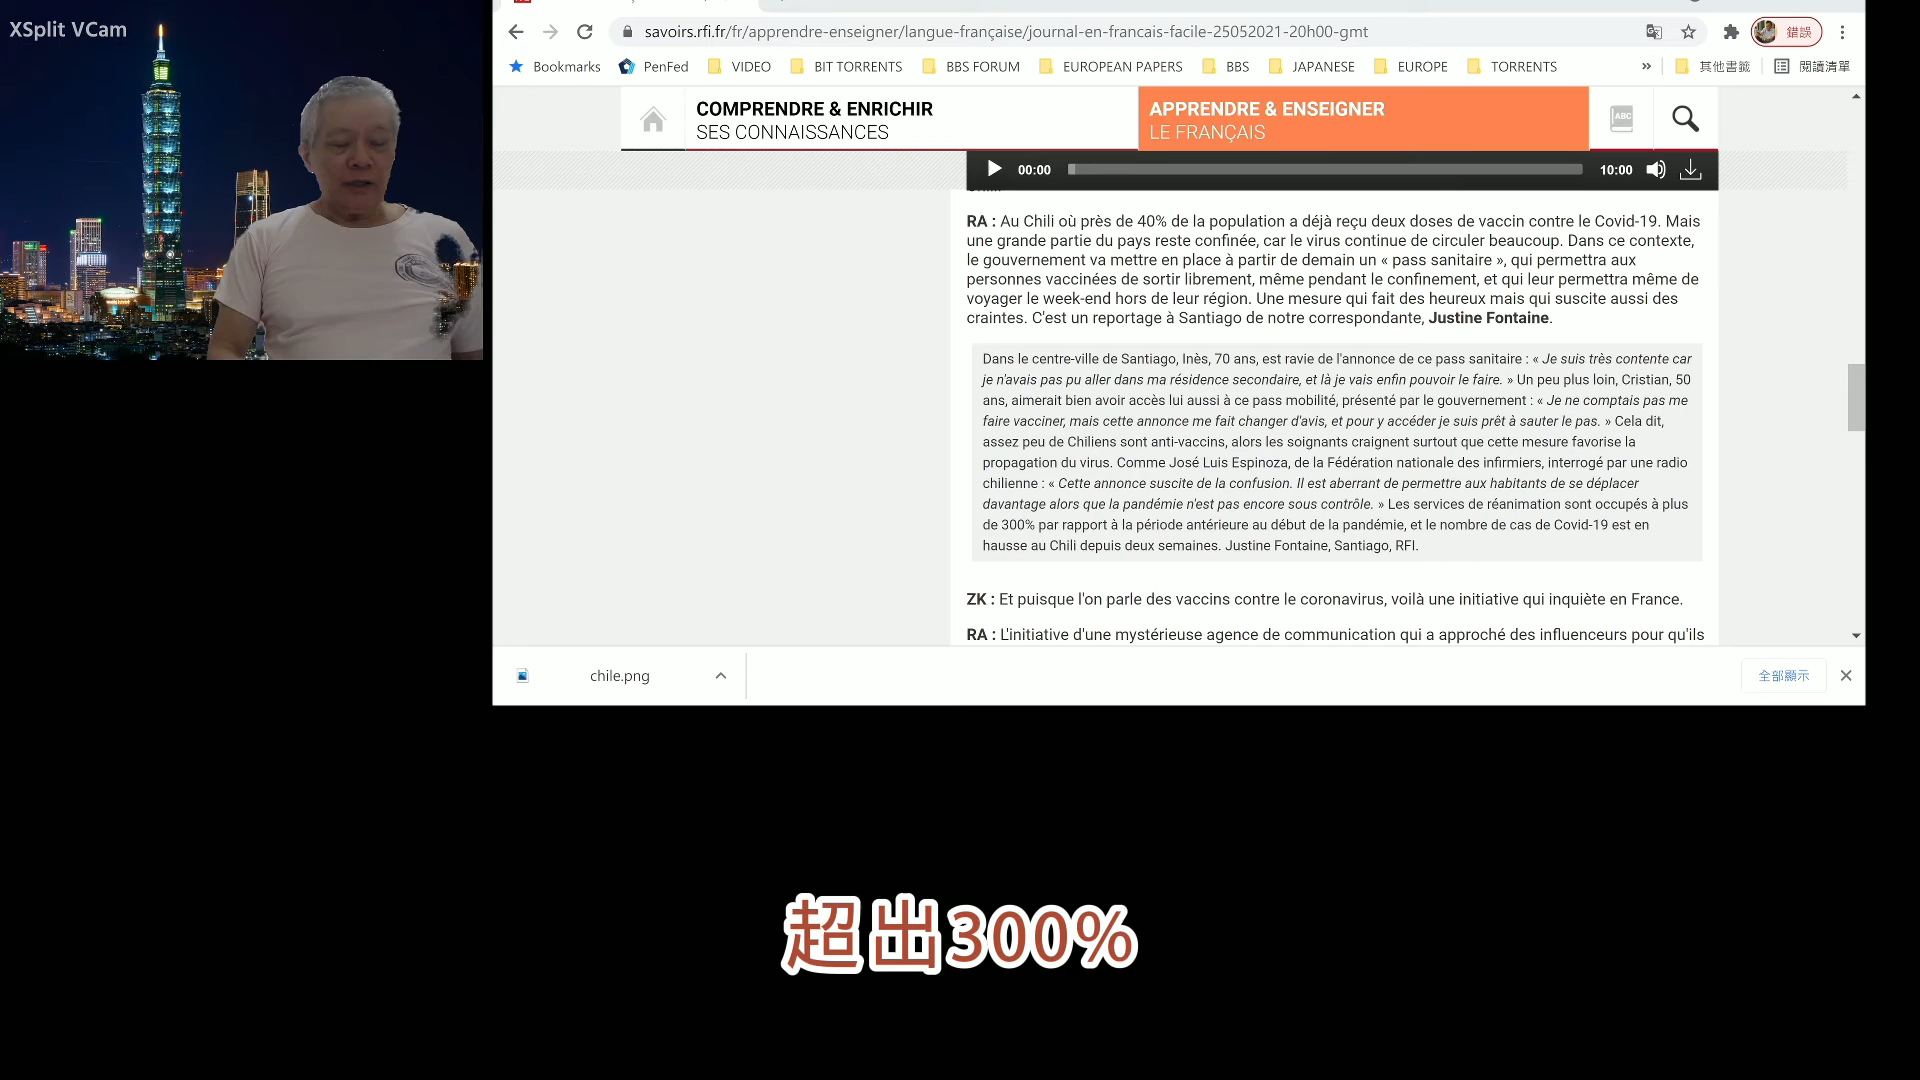 XSplit VCam
savoirs.rfi.fr/fr/apprendre-enseigner/langue-française/journal-en-francais-facile-25052021-20h00-gmt
錯誤
Bookmarks PenFed VIDEO BIT TORRENTS BBS FORUM EUROPEAN PAPERS BBS JAPANESE EUROPE TORRENTS » 其他書籤 閱讀清單
COMPRENDRE & ENRICHIR
SES CONNAISSANCES
APPRENDRE & ENSEIGNER
LE FRANÇAIS
ABC
00:00 10:00
RA : Au Chili où près de 40% de la population a déjà reçu deux doses de vaccin contre le Covid-19. Mais
une grande partie du pays reste confinée, car le virus continue de circuler beaucoup. Dans ce contexte,
le gouvernement va mettre en place à partir de demain un « pass sanitaire », qui permettra aux
personnes vaccinées de sortir librement, même pendant le confinement, et qui leur permettra même de
voyager le week-end hors de leur région. Une mesure qui fait des heureux mais qui suscite aussi des
craintes. C'est un reportage à Santiago de notre correspondante, Justine Fontaine.
Dans le centre-ville de Santiago, Inès, 70 ans, est ravie de l'annonce de ce pass sanitaire : « Je suis très contente car
je n'avais pas pu aller dans ma résidence secondaire, et là je vais enfin pouvoir le faire. » Un peu plus loin, Cristian, 50
ans, aimerait bien avoir accès lui aussi à ce pass mobilité, présenté par le gouvernement : « Je ne comptais pas me
faire vacciner, mais cette annonce me fait changer d'avis, et pour y accéder je suis prêt à sauter le pas. » Cela dit,
assez peu de Chiliens sont anti-vaccins, alors les soignants craignent surtout que cette mesure favorise la
propagation du virus. Comme José Luis Espinoza, de la Fédération nationale des infirmiers, interrogé par une radio
chilienne : « Cette annonce suscite de la confusion. Il est aberrant de permettre aux habitants de se déplacer
davantage alors que la pandémie n'est pas encore sous contrôle. » Les services de réanimation sont occupés à plus
de 300% par rapport à la période antérieure au début de la pandémie, et le nombre de cas de Covid-19 est en
hausse au Chili depuis deux semaines. Justine Fontaine, Santiago, RFI.
ZK : Et puisque l'on parle des vaccins contre le coronavirus, voilà une initiative qui inquiète en France.
RA : L'initiative d'une mystérieuse agence de communication qui a approché des influenceurs pour qu'ils
chile.png
全部顯示
超出300%